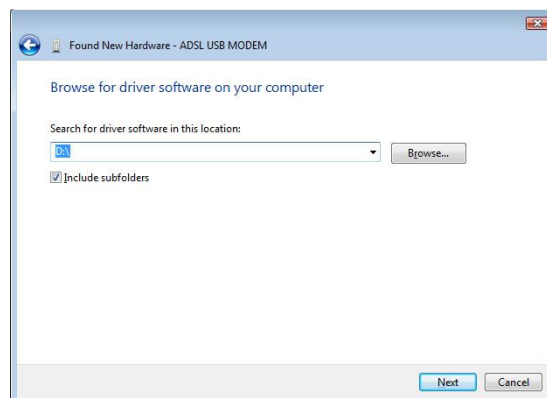 Found New Hardware - ADSL USB MODEM
Browse for driver software on your computer
Search for driver software in this location:
D:\
Browse...
Include subfolders
Next
Cancel